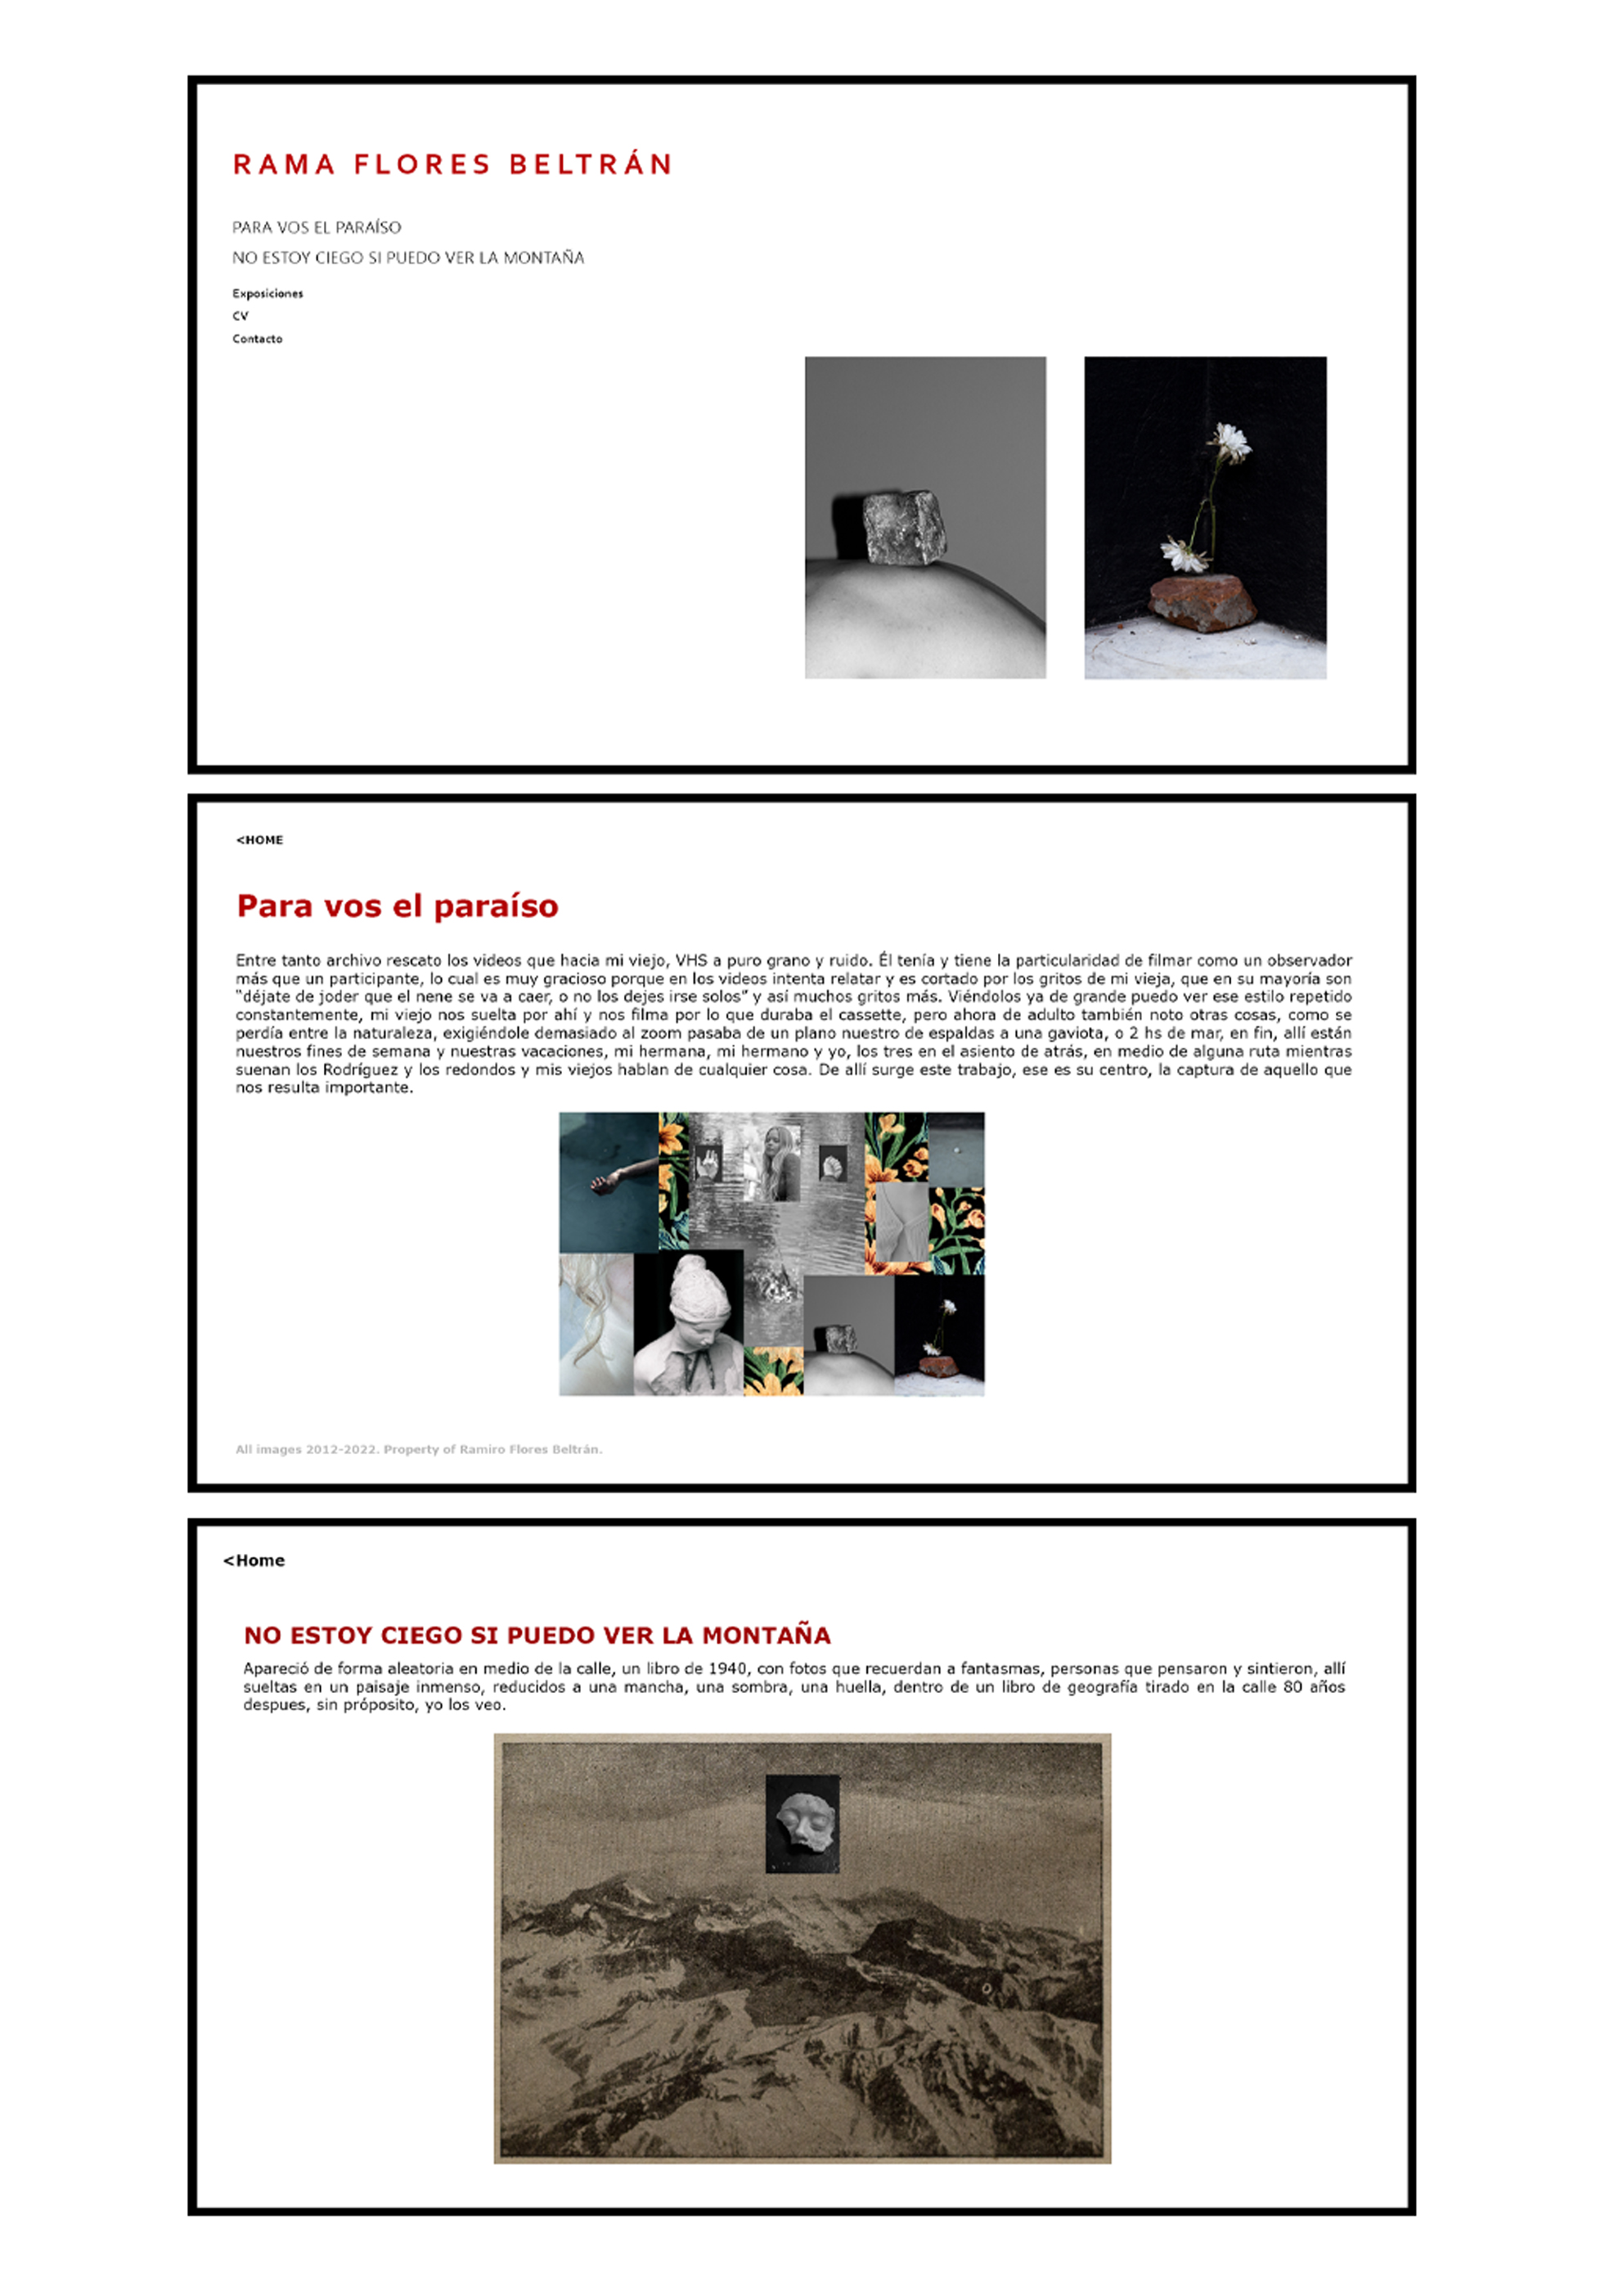 RAMA FLORES BELTRÁN
PARA VOS EL PARAÍSO
NO ESTOY CIEGO SI PUEDO VER LA MONTAÑA
Exposiciones
CV
Contacto
<HOME
Para vos el paraíso
Entre tanto archivo rescato los videos que hacia mi viejo, VHS a puro grano y ruido. Él tenía y tiene la particularidad de filmar como un observador
más que un participante, lo cual es muy gracioso porque en los videos intenta relatar y es cortado por los gritos de mi vieja, que en su mayoría son
"déjate de joder que el nene se va a caer, o no los dejes irse solos" y así muchos gritos más. Viéndolos ya de grande puedo ver ese estilo repetido
constantemente, mi viejo nos suelta por ahí y nos filma por lo que duraba el cassette, pero ahora de adulto también noto otras cosas, como se
perdía entre la naturaleza, exigiéndole demasiado al zoom pasaba de un plano nuestro de espaldas a una gaviota, o 2 hs de mar, en fin, allí están
nuestros fines de semana y nuestras vacaciones, mi hermana, mi hermano y yo, los tres en el asiento de atrás, en medio de alguna ruta mientras
suenan los Rodríguez y los redondos y mis viejos hablan de cualquier cosa. De allí surge este trabajo, ese es su centro, la captura de aquello que
nos resulta importante.
All images 2012-2022. Property of Ramiro Flores Beltrán.
<Home
NO ESTOY CIEGO SI PUEDO VER LA MONTAÑA
Apareció de forma aleatoria en medio de la calle, un libro de 1940, con fotos que recuerdan a fantasmas, personas que pensaron y sintieron, allí
sueltas en un paisaje inmenso, reducidos a una mancha, una sombra, una huella, dentro de un libro de geografía tirado en la calle 80 años
despues, sin próposito, yo los veo.